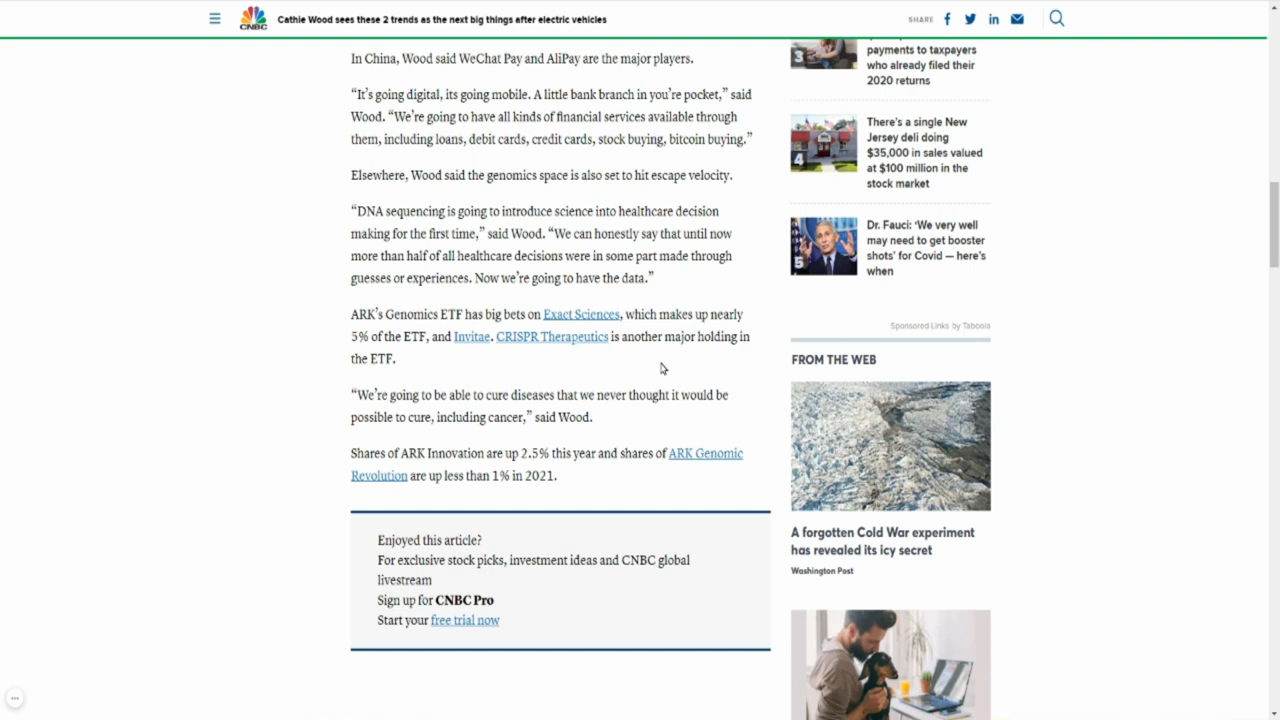 CNBC
Cathie Wood sees these 2 trends as the next big things after electric vehicles
SHARE
In China, Wood said WeChat Pay and AliPay are the major players.
“It’s going digital, its going mobile. A little bank branch in you’re pocket,” said
Wood. “We’re going to have all kinds of financial services available through
them, including loans, debit cards, credit cards, stock buying, bitcoin buying.”
Elsewhere, Wood said the genomics space is also set to hit escape velocity.
“DNA sequencing is going to introduce science into healthcare decision
making for the first time,” said Wood. “We can honestly say that until now
more than half of all healthcare decisions were in some part made through
guesses or experiences. Now we’re going to have the data.”
ARK’s Genomics ETF has big bets on Exact Sciences, which makes up nearly
5% of the ETF, and Invitae. CRISPR Therapeutics is another major holding in
the ETF.
“We’re going to be able to cure diseases that we never thought it would be
possible to cure, including cancer,” said Wood.
Shares of ARK Innovation are up 2.5% this year and shares of ARK Genomic
Revolution are up less than 1% in 2021.
Enjoyed this article?
For exclusive stock picks, investment ideas and CNBC global
livestream
Sign up for CNBC Pro
Start your free trial now
3
payments to taxpayers
who already filed their
2020 returns
4
There’s a single New
Jersey deli doing
$35,000 in sales valued
at $100 million in the
stock market
5
Dr. Fauci: ‘We very well
may need to get booster
shots’ for Covid — here’s
when
Sponsored Links by Taboola
FROM THE WEB
A forgotten Cold War experiment
has revealed its icy secret
Washington Post